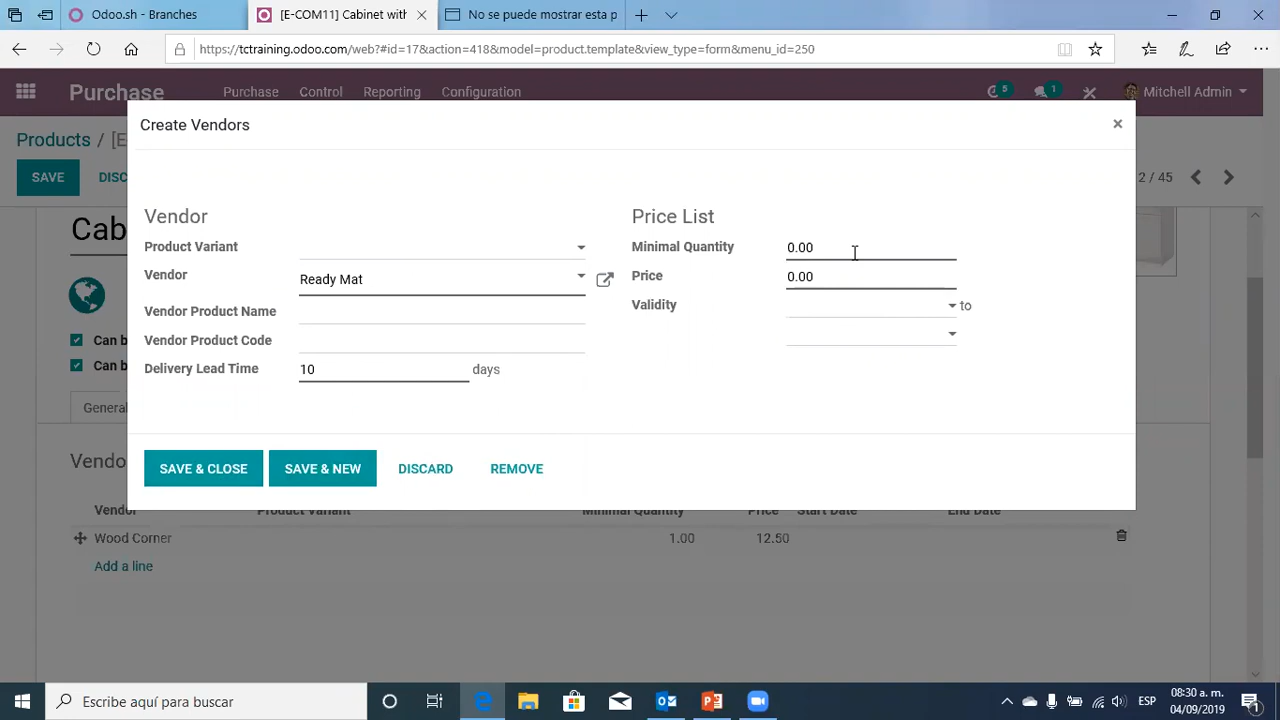 Odoo.sh - Branches
[E-COM11] Cabinet with
No se puede mostrar esta p
https://tctraining.odoo.com/web?#id=17&action=418&model=product.template&view_type=form&menu_id=250
Purchase
Purchase
Control
Reporting
Configuration
5
1
Mitchell Admin
Create Vendors
×
Products / [E
SAVE
DISC
2 / 45
Cab
Vendor
Price List
Product Variant
Minimal Quantity
0.00
Vendor
Ready Mat
Price
0.00
Vendor Product Name
Validity
to
Vendor Product Code
Delivery Lead Time
10
days
Can b
Can b
General
SAVE & CLOSE
SAVE & NEW
DISCARD
REMOVE
Vendo
Vendor
Product Variant
Minimal Quantity
Price
Start Date
End Date
Wood Corner
1.00
12.50
Add a line
Escribe aquí para buscar
ESP
08:30 a. m.
04/09/2019
1